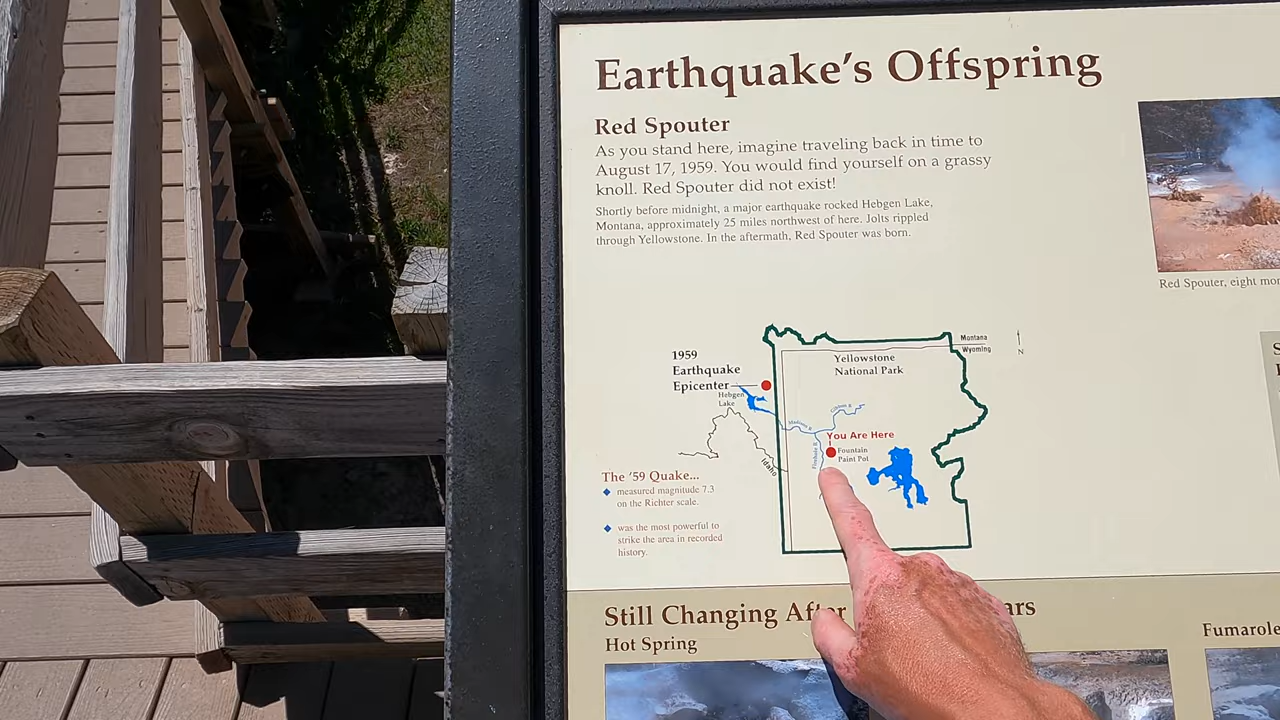 Earthquake's Offspring
Red Spouter
As you stand here, imagine traveling back in time to
August 17, 1959. You would find yourself on a grassy
knoll. Red Spouter did not exist!
Shortly before midnight, a major earthquake rocked Hebgen Lake,
Montana, approximately 25 miles northwest of here. Jolts rippled
through Yellowstone. In the aftermath, Red Spouter was born.
Red Spouter, eight
Montana
Wyoming
N
Yellowstone
National Park
1959
Earthquake
Epicenter
Hebgen
Lake
Madison R
Gibbon R
Firehole R
You Are Here
Fountain
Paint Pot
Idaho
The '59 Quake...
measured magnitude 7.3
on the Richter scale.
was the most powerful to
strike the area in recorded
history.
Still Changing After
Hot Spring
Fumarole